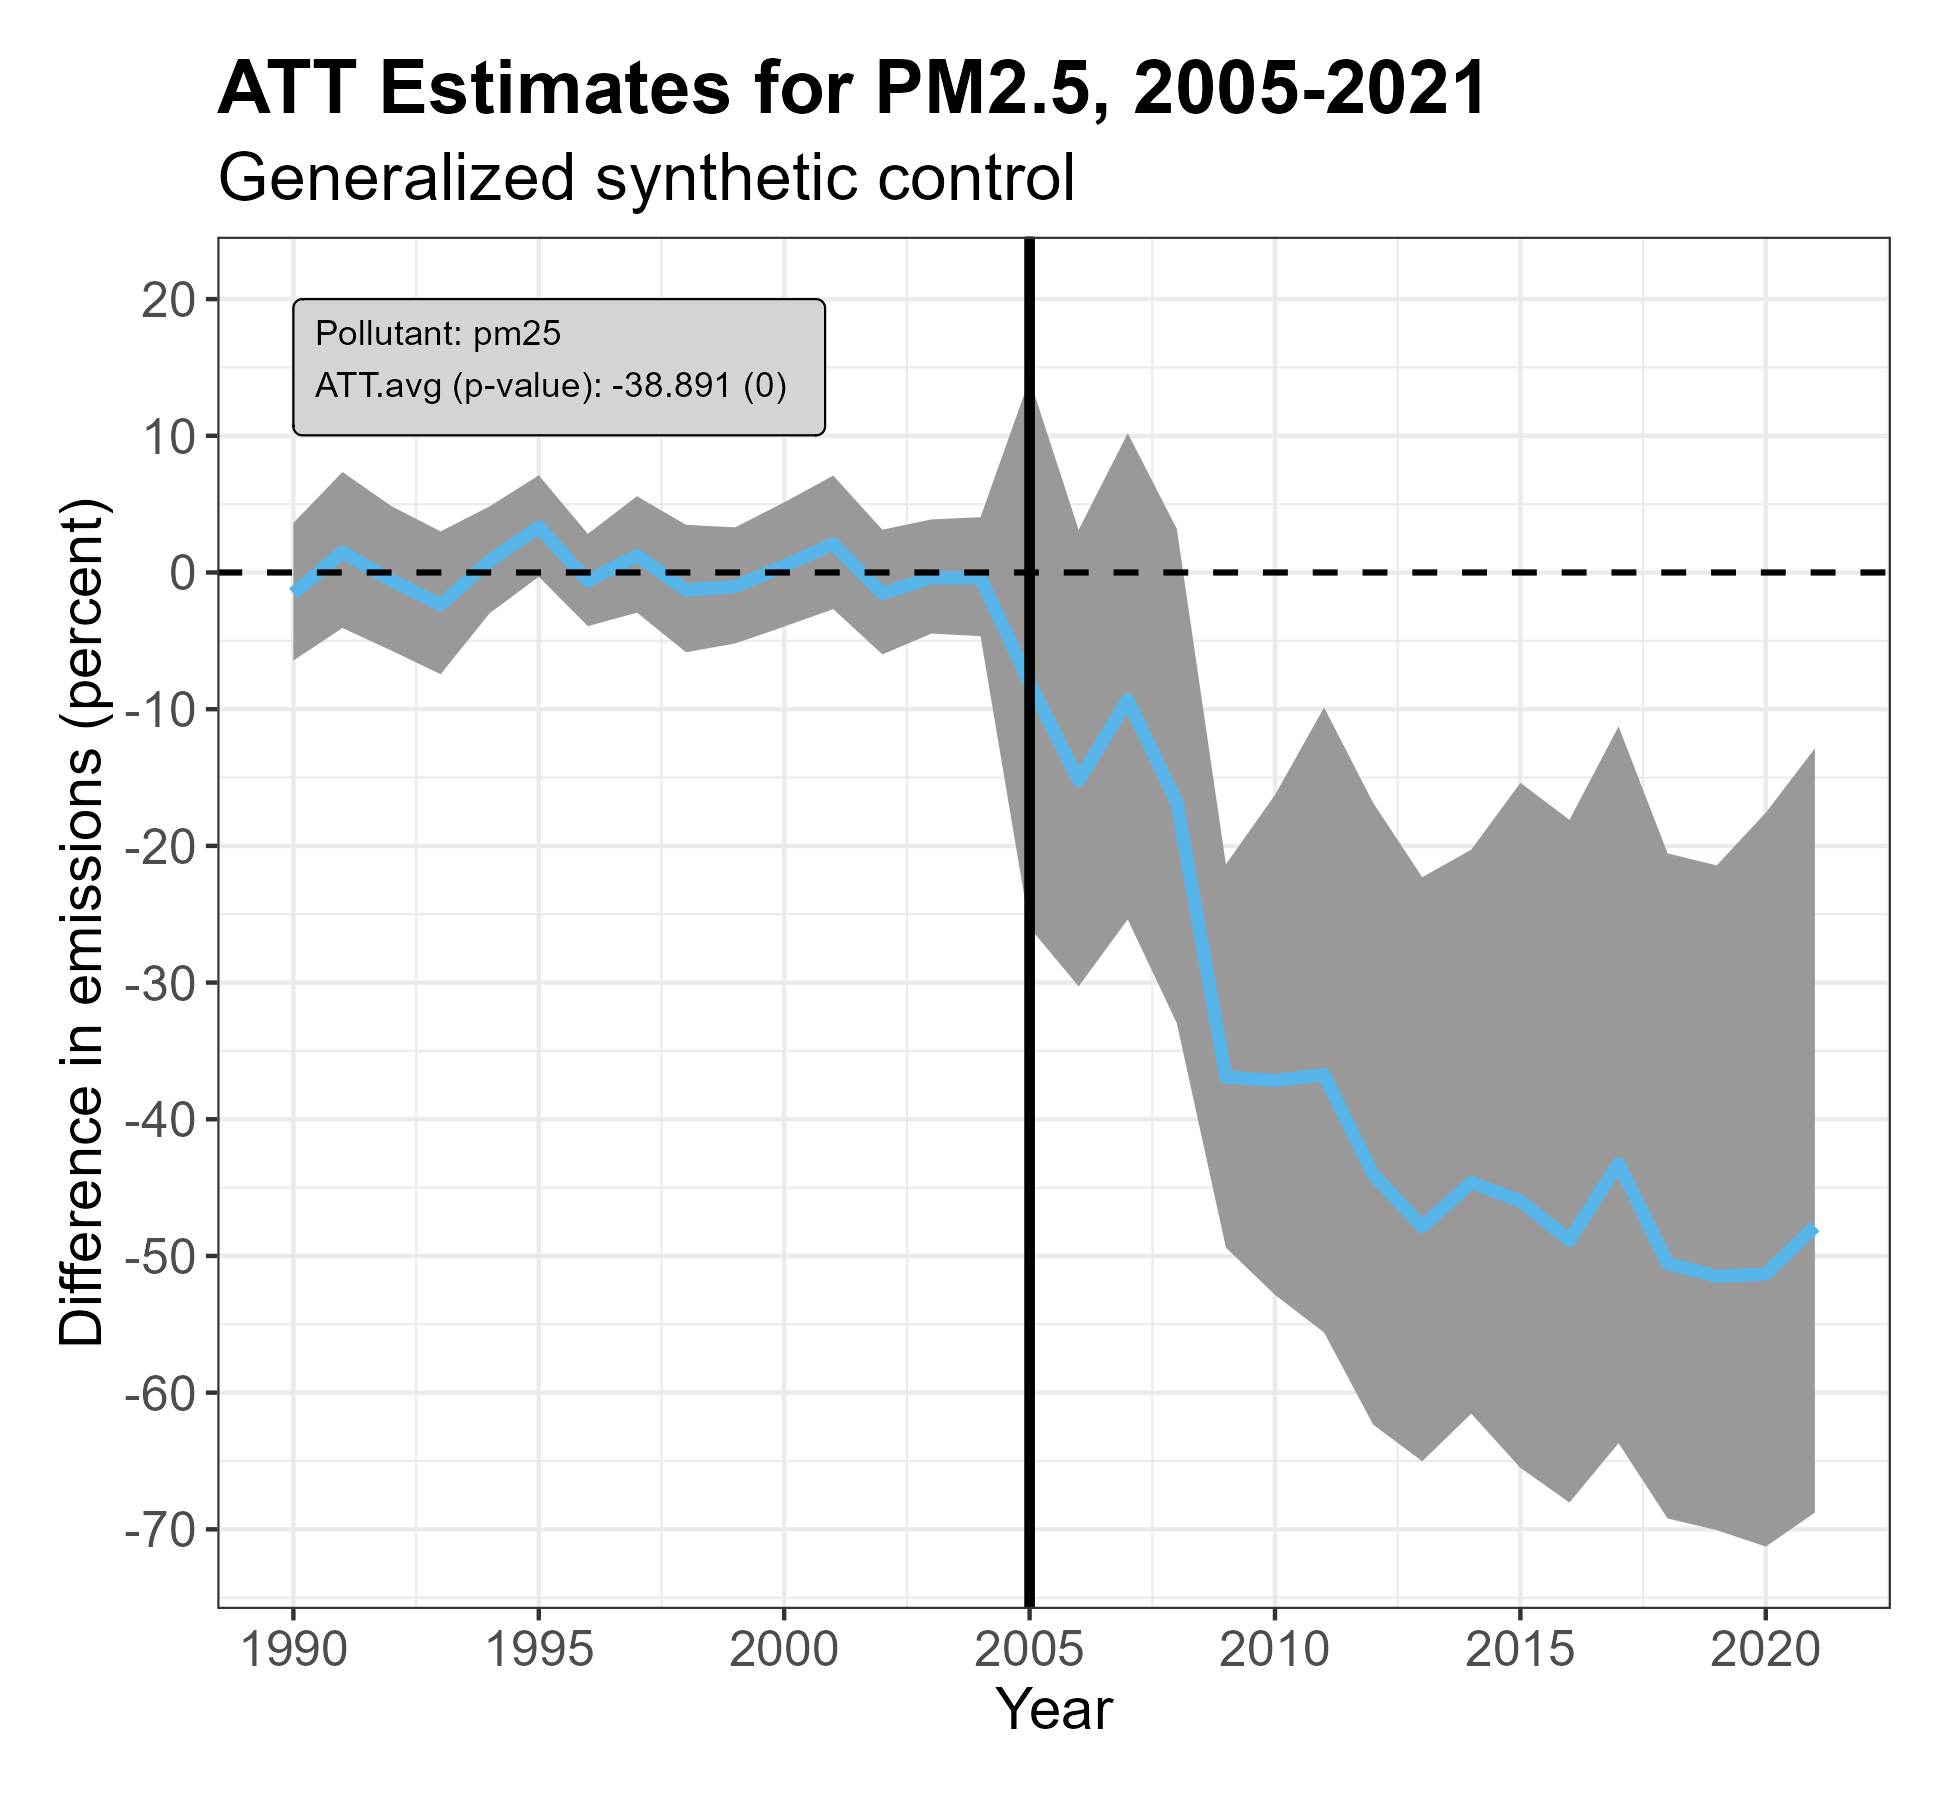 ATT Estimates for PM2.5, 2005-2021
Generalized synthetic control
Pollutant: pm25
ATT.avg (p-value): -38.891 (0)
Difference in emissions (percent)
20
10
0
-10
-20
-30
-40
-50
-60
-70
1990 1995 2000 2005 2010 2015 2020
Year